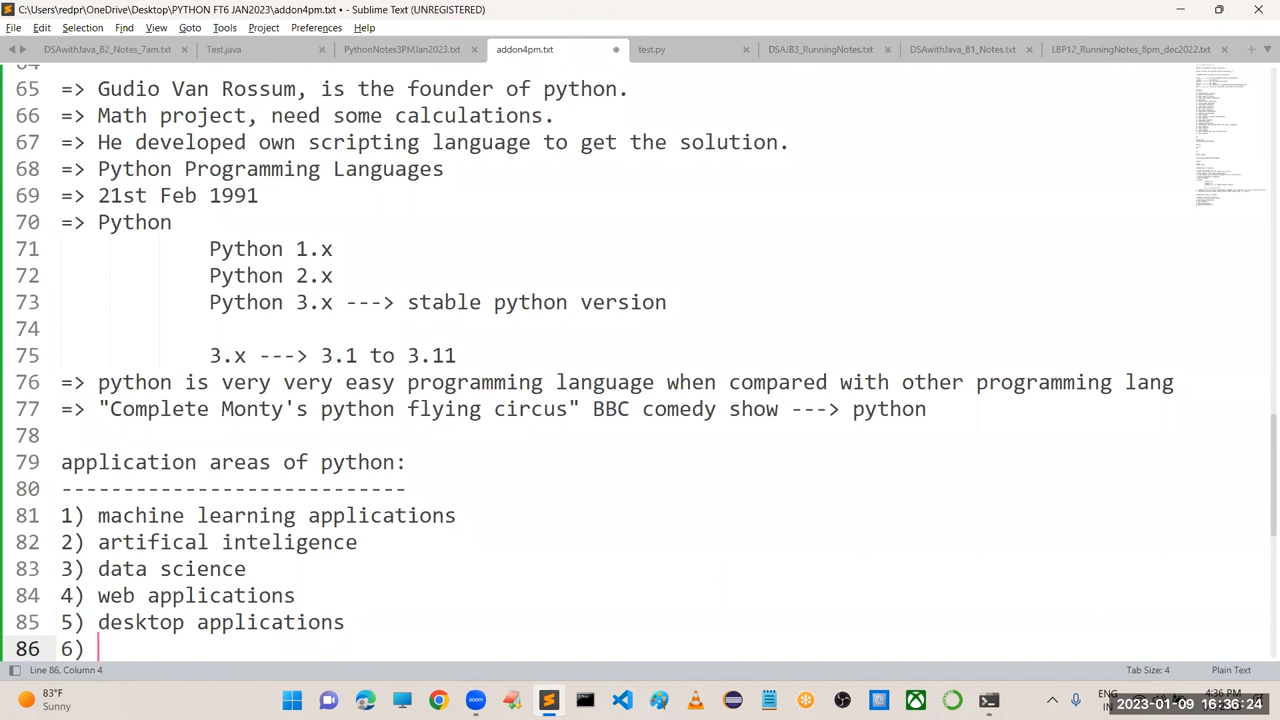 C:\Users\redpr\OneDrive\Desktop\PYTHON FT6 JAN2023\addon4pm.txt • - Sublime Text (UNREGISTERED)
File Edit Selection Find View Goto Tools Project Preferences Help
DSAwithJava_B2_Notes_7am.txt Test.java PythonNotes3PMJan2023.txt addon4pm.txt test.py DSAJB3_RunningNotes.txt DSAwithJava_B1_Notes.txt LBP12_RunningNotes_8pm_dec2022.txt
64
65 => Gudio Van Rossum, is the founder of python.
66 => Math project, need some calculations.
67 => He developed own scripting language to get the solution.
68 => Python Programming languages
69 => 21st Feb 1991
70 => Python
71 Python 1.x
72 Python 2.x
73 Python 3.x ---> stable python version
74
75 3.x ---> 3.1 to 3.11
76 => python is very very easy programming language when compared with other programming lang
77 => "Complete Monty's python flying circus" BBC comedy show ---> python
78
79 application areas of python:
80 ----------------------------
81 1) machine learning applications
82 2) artifical inteligence
83 3) data science
84 4) web applications
85 5) desktop applications
86 6)
Line 86, Column 4 Tab Size: 4 Plain Text
83°F
Sunny
zoom
ENG
IN
4:36 PM
2023-01-09 16:36:24